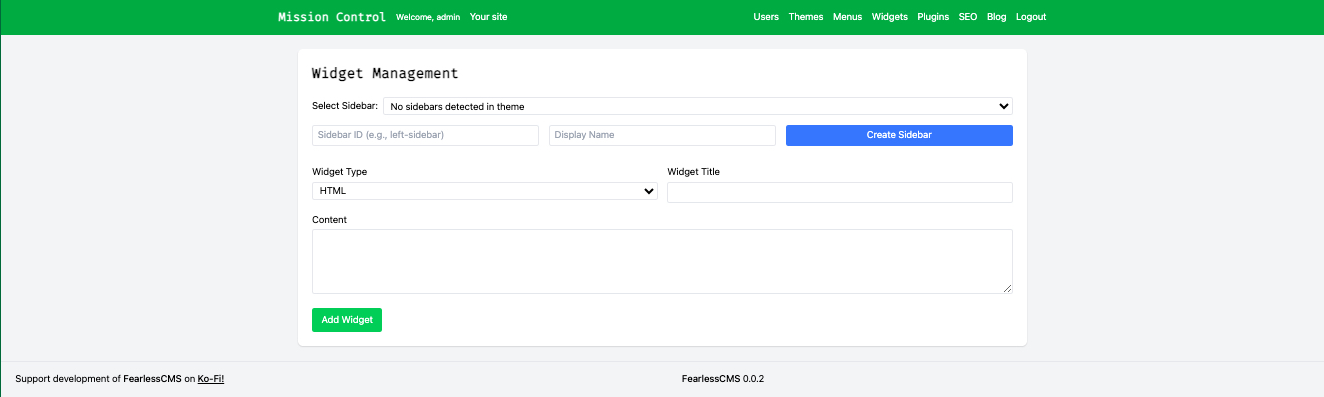 Mission Control Welcome, admin Your site Users Themes Menus Widgets Plugins SEO Blog Logout
Widget Management
Select Sidebar: No sidebars detected in theme
Sidebar ID (e.g., left-sidebar) Display Name Create Sidebar
Widget Type Widget Title
HTML
Content
Add Widget
Support development of FearlessCMS on Ko-Fi! FearlessCMS 0.0.2